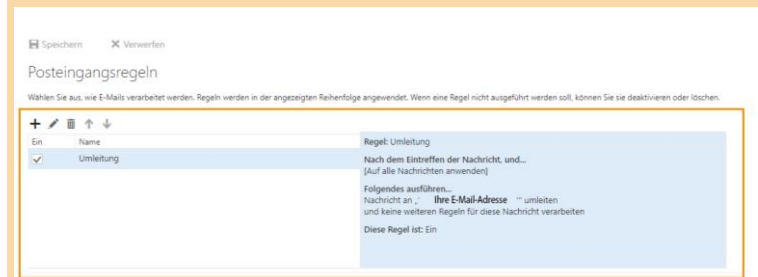 Speichern Verwerfen
Posteingangsregeln
Wählen Sie aus, wie E-Mails verarbeitet werden. Regeln werden in der angezeigten Reihenfolge angewendet. Wenn eine Regel nicht ausgeführt werden soll, können Sie sie deaktivieren oder löschen.
Ein Name
Umleitung
Regel: Umleitung
Nach dem Eintreffen der Nachricht, und...
[Auf alle Nachrichten anwenden]
Folgendes ausführen...
Nachricht an „' Ihre E-Mail-Adresse '" umleiten
und keine weiteren Regeln für diese Nachricht verarbeiten
Diese Regel ist: Ein